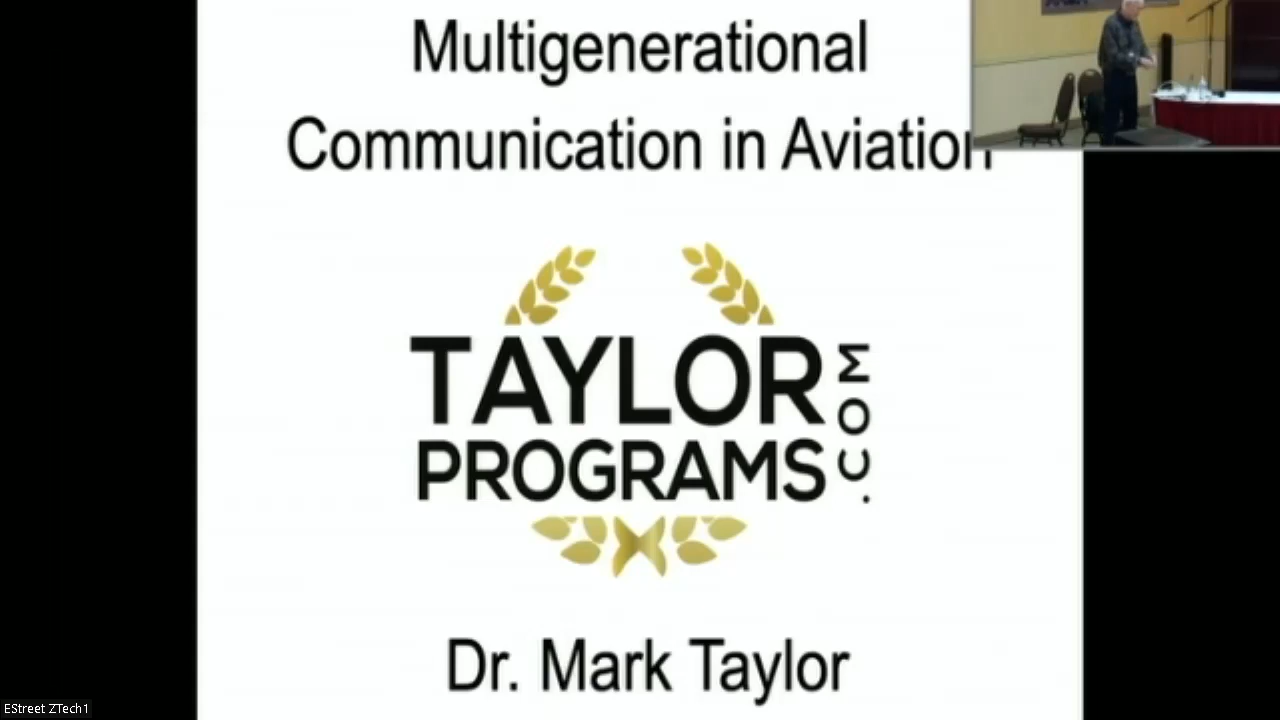 Multigenerational
Communication in Aviation
TAYLOR
PROGRAMS
.COM
Dr. Mark Taylor
EStreet ZTech1